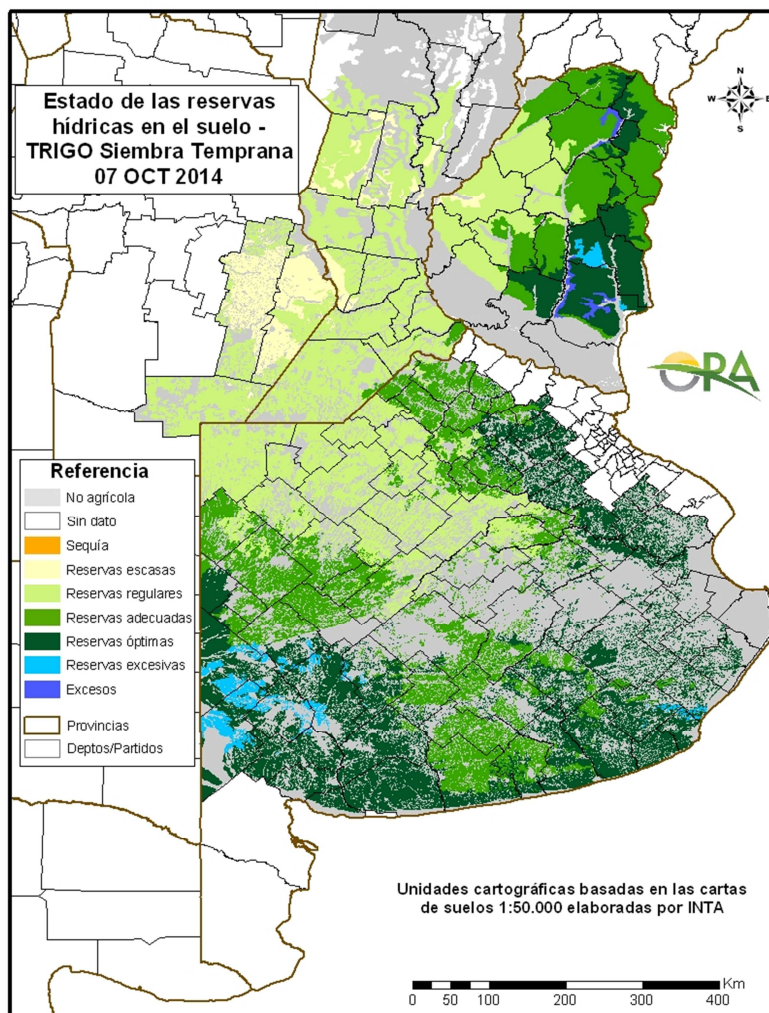 Estado de las reservas
hídricas en el suelo -
TRIGO Siembra Temprana
07 OCT 2014
N
W
E
S
OPA
Referencia
No agrícola
Sin dato
Sequía
Reservas escasas
Reservas regulares
Reservas adecuadas
Reservas óptimas
Reservas excesivas
Excesos
Provincias
Deptos/Partidos
Unidades cartográficas basadas en las cartas
de suelos 1:50.000 elaboradas por INTA
Km
0 25 50 100 200 300 400